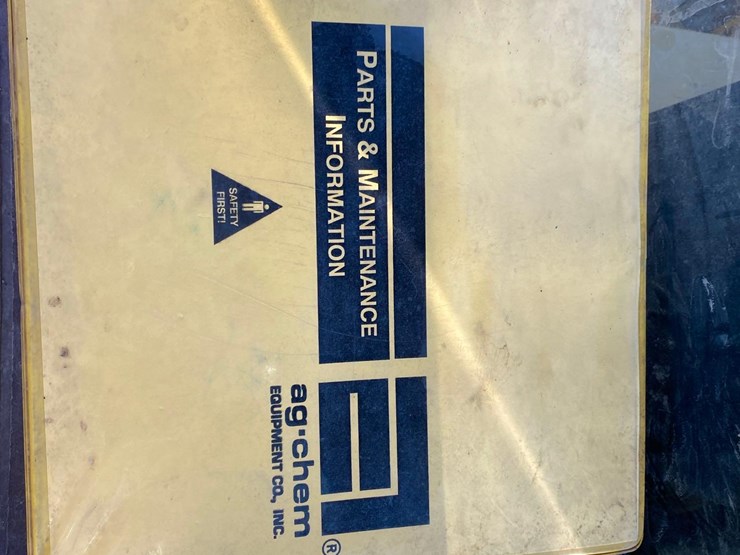 PARTS & MAINTENANCE
INFORMATION
SAFETY
FIRST!
ag·chem
EQUIPMENT CO., INC.
®